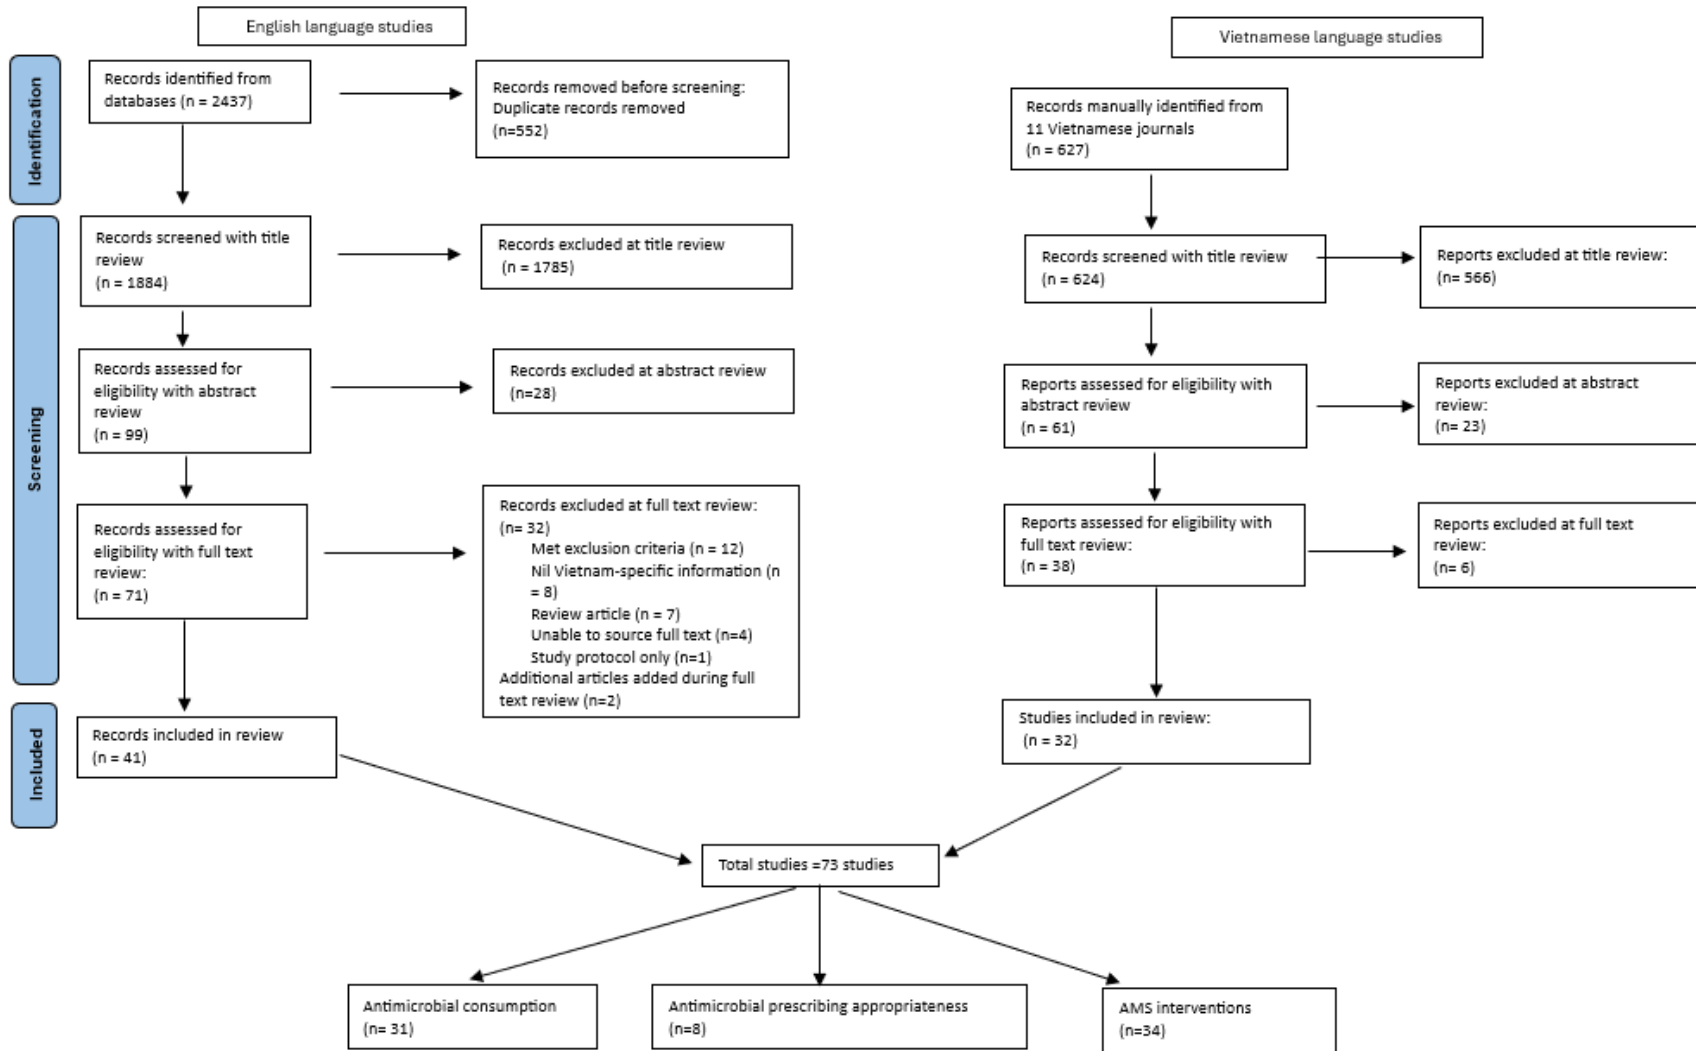 English language studies
Vietnamese language studies
Identification
Records identified from
databases (n = 2437)
Records removed before screening:
Duplicate records removed
(n=552)
Records manually identified from
11 Vietnamese journals
(n = 627)
Screening
Records screened with title
review
(n = 1884)
Records excluded at title review
(n = 1785)
Records screened with title review
(n = 624)
Reports excluded at title review:
(n= 566)
Records assessed for
eligibility with abstract
review
(n = 99)
Records excluded at abstract review
(n=28)
Reports assessed for eligibility with
abstract review
(n = 61)
Reports excluded at abstract
review:
(n= 23)
Records assessed for
eligibility with full text
review:
(n = 71)
Records excluded at full text review:
(n= 32)
Met exclusion criteria (n = 12)
Nil Vietnam-specific information (n
= 8)
Review article (n = 7)
Unable to source full text (n=4)
Study protocol only (n=1)
Additional articles added during full
text review (n=2)
Reports assessed for eligibility with
full text review:
(n = 38)
Reports excluded at full text
review:
(n= 6)
Included
Records included in review
(n = 41)
Studies included in review:
(n = 32)
Total studies =73 studies
Antimicrobial consumption
(n= 31)
Antimicrobial prescribing appropriateness
(n=8)
AMS interventions
(n=34)